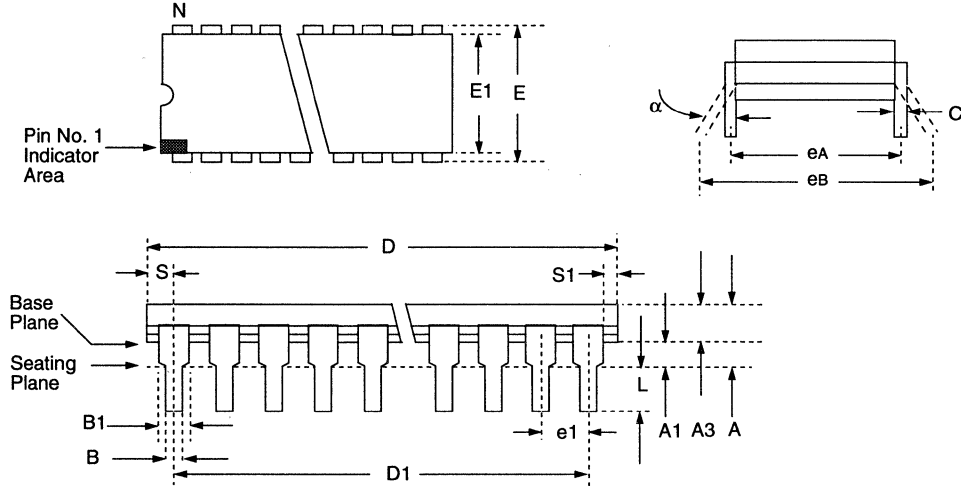 N
E1
E
Pin No. 1
Indicator
Area
α
C
eA
eB
D
S
S1
Base
Plane
Seating
Plane
L
B1
e1
A1
A3
A
B
D1